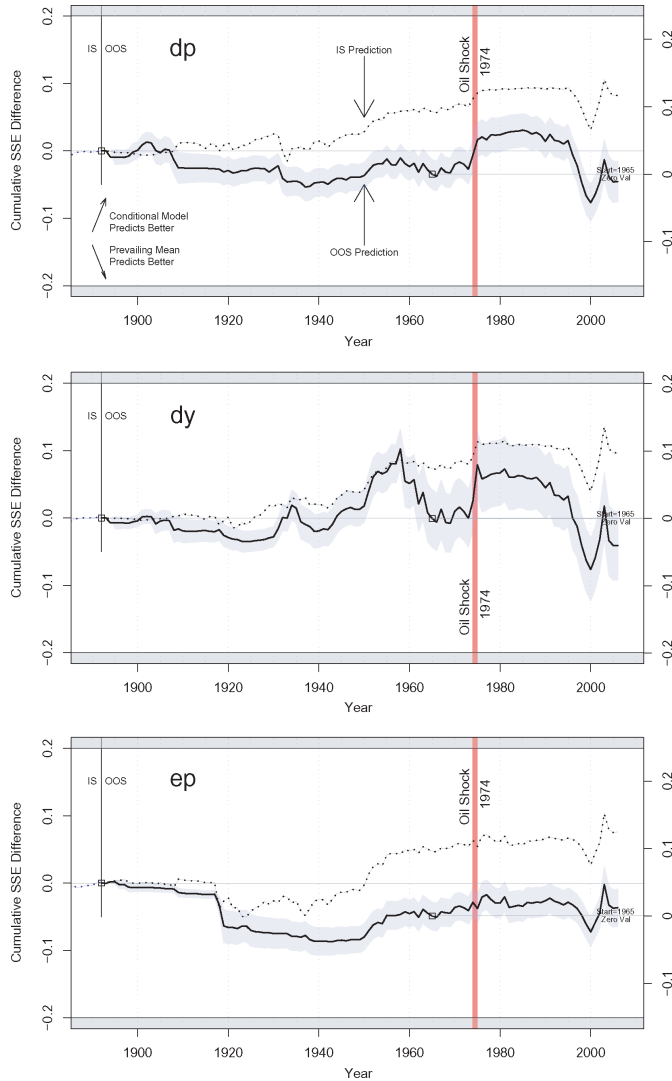 dp
IS OOS
IS Prediction
Oil Shock
1974
Conditional Model
Predicts Better
Prevailing Mean
Predicts Better
OOS Prediction
Start=1965
Zero Val
Cumulative SSE Difference
0.2
0.1
0.0
−0.1
−0.2
0.2
0.1
0
−0.1
1900 1920 1940 1960 1980 2000
Year
dy
IS OOS
Oil Shock
1974
Start=1965
Zero Val
Cumulative SSE Difference
0.2
0.1
0.0
−0.1
−0.2
0.2
0.1
0
−0.1
−0.2
1900 1920 1940 1960 1980 2000
Year
ep
IS OOS
Oil Shock
1974
Start=1965
Zero Val
Cumulative SSE Difference
0.2
0.1
0.0
−0.1
−0.2
0.2
0.1
0
−0.1
1900 1920 1940 1960 1980 2000
Year